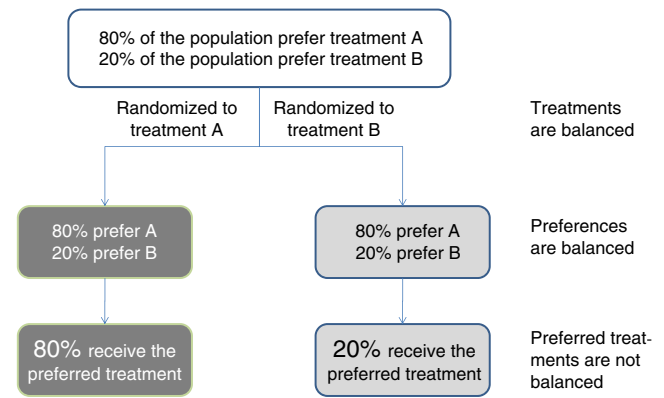 80% of the population prefer treatment A
20% of the population prefer treatment B
Randomized to
treatment A
Randomized to
treatment B
Treatments
are balanced
80% prefer A
20% prefer B
80% prefer A
20% prefer B
Preferences
are balanced
80% receive the
preferred treatment
20% receive the
preferred treatment
Preferred treat-
ments are not
balanced